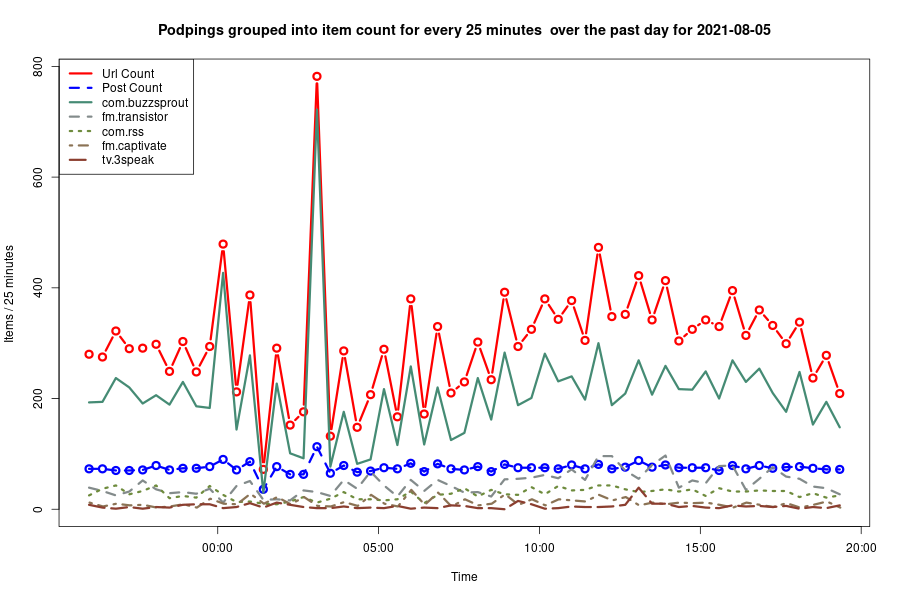 Podpings grouped into item count for every 25 minutes  over the past day for 2021-08-05
Url Count
Post Count
com.buzzsprout
fm.transistor
com.rss
fm.captivate
tv.3speak
Items / 25 minutes
800
600
400
200
0
00:00 05:00 10:00 15:00 20:00
Time